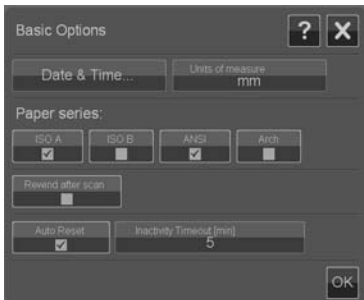 Basic Options
? X
Date & Time...
Units of measure
mm
Paper series:
ISO A
ISO B
ANSI
Arch
Rewind after scan
Auto Reset
Inactivity Timeout [min]
5
OK